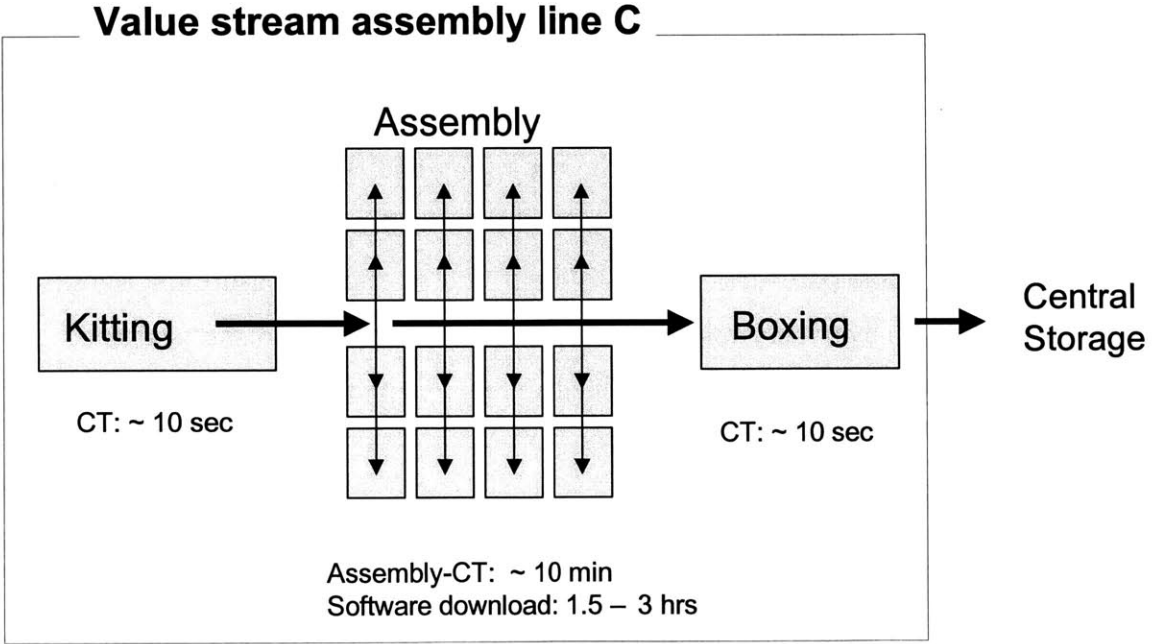 Value stream assembly line C
Assembly
Kitting
Boxing
Central
Storage
CT: ~ 10 sec
CT: ~ 10 sec
Assembly-CT: ~ 10 min
Software download: 1.5 – 3 hrs